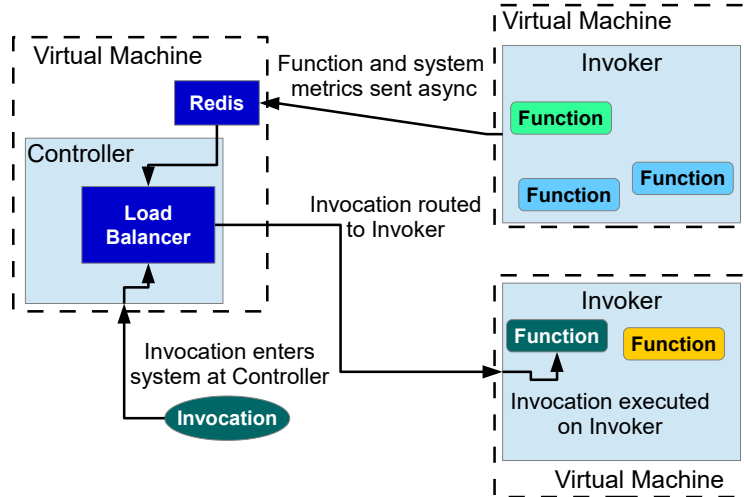 Virtual Machine
Redis
Controller
Load
Balancer
Function and system
metrics sent async
Virtual Machine
Invoker
Function
Function
Function
Invocation routed
to Invoker
Invocation enters
system at Controller
Invocation
Invoker
Function
Function
Invocation executed
on Invoker
Virtual Machine